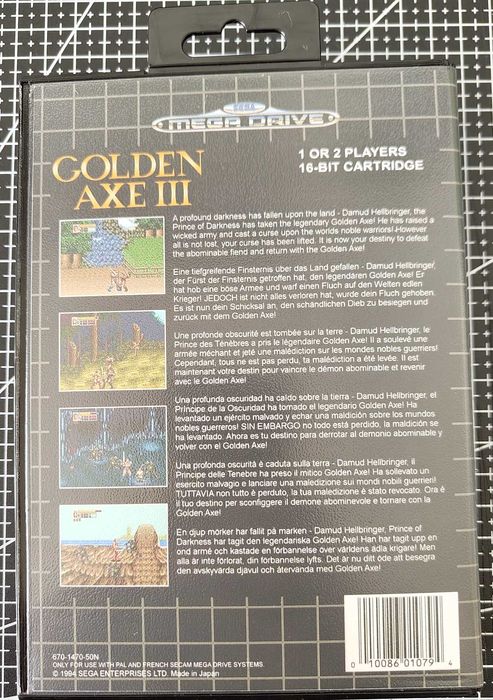 SEGA
MEGA DRIVE
GOLDEN
AXE III
1 OR 2 PLAYERS
16-BIT CARTRIDGE
A profound darkness has fallen upon the land - Damud Hellbringer, the
Prince of Darkness has taken the legendary Golden Axe! He has raised a
wicked army and cast a curse upon the worlds noble warriors! However
all is not lost, your curse has been lifted. It is now your destiny to defeat
the abominable fiend and return with the Golden Axe!
Eine tiefgreifende Finsternis über das Land gefallen - Damud Hellbringer,
der Fürst der Finsternis getroffen hat, den legendären Golden Axe! Er
hat hob eine böse Armee und warf einen Fluch auf den Welten edlen
Krieger! JEDOCH ist nicht alles verloren hat, wurde dein Fluch gehoben.
Es ist nun dein Schicksal an, den schändlichen Dieb zu besiegen und
zurück mit dem Golden Axe!
Une profonde obscurité est tombée sur la terre - Damud Hellbringer, le
Prince des Ténèbres a pris le légendaire Golden Axe! Il a soulevé une
armée méchant et jeté une malédiction sur les mondes nobles guerriers!
Cependant, tous ne est pas perdu, ta malédiction a été levée. Il est
maintenant votre destin pour vaincre le démon abominable et revenir
avec le Golden Axe!
Una profunda oscuridad ha caído sobre la tierra - Damud Hellbringer, el
Príncipe de la Oscuridad ha tomado el legendario Golden Axe! Ha
levantado un ejército malvado y echar una maldición sobre los mundos
nobles guerreros! SIN EMBARGO no todo está perdido, la maldición se
ha levantado. Ahora es tu destino para derrotar al demonio abominable y
volver con el Golden Axe!
Una profonda oscurità è caduta sulla terra - Damud Hellbringer, il
Principe delle Tenebre ha preso il mitico Golden Axe! Ha sollevato un
esercito malvagio e lanciare una maledizione sui mondi nobili guerrieri!
TUTTAVIA non tutto è perduto, la tua maledizione è stato revocato. Ora è
il tuo destino per sconfiggere il demone abominevole e tornare con la
Golden Axe!
En djup mörker har fallit på marken - Damud Hellbringer, Prince of
Darkness har tagit den legendariska Golden Axe! Han har tagit upp en
ond armé och kastade en förbannelse över världens ädla krigare! Men
alla är inte förlorat, din förbannelse lyfts. Det är nu ditt öde att besegra
den avskyvärda djävul och återvända med Golden Axe!
670-1470-50N
ONLY FOR USE WITH PAL AND FRENCH SECAM MEGA DRIVE SYSTEMS.
© 1994 SEGA ENTERPRISES LTD. Made in Japan
0 10086 01079 4